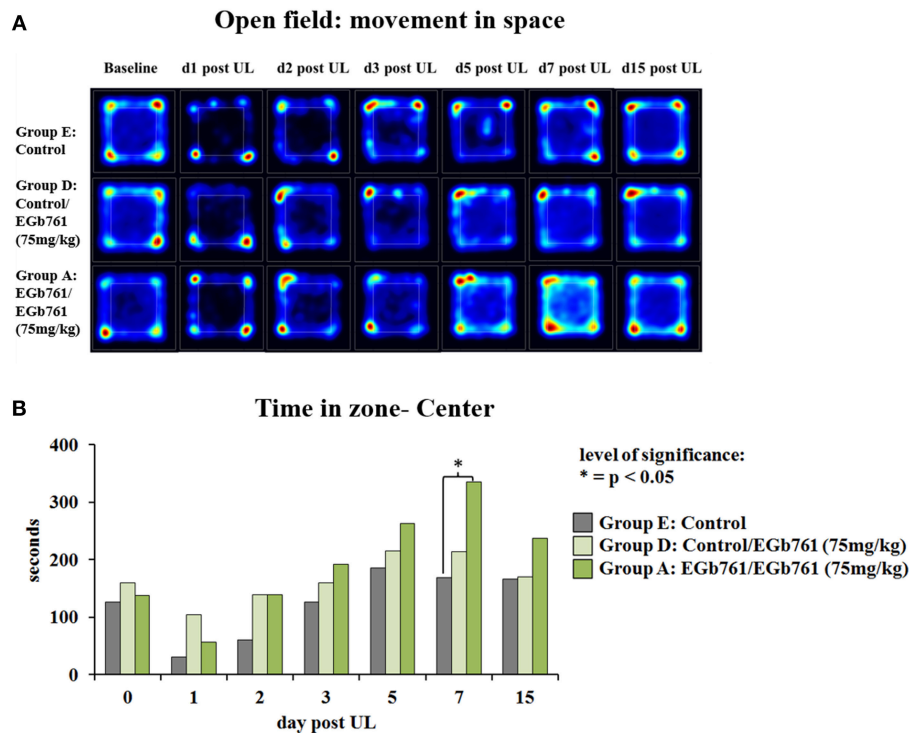 A
Open field: movement in space
Baseline d1 post UL d2 post UL d3 post UL d5 post UL d7 post UL d15 post UL
Group E:
Control
Group D:
Control/
EGb761
(75mg/kg)
Group A:
EGb761/
EGb761
(75mg/kg)
B
Time in zone- Center
400
300
200
100
0
seconds
*
0 1 2 3 5 7 15
day post UL
level of significance:
* = p < 0.05
Group E: Control
Group D: Control/EGb761 (75mg/kg)
Group A: EGb761/EGb761 (75mg/kg)